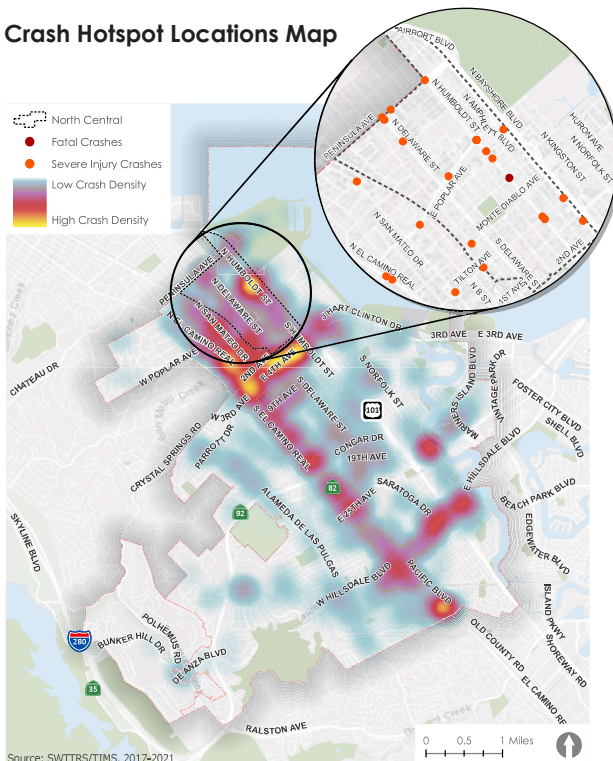 Crash Hotspot Locations Map
North Central
Fatal Crashes
Severe Injury Crashes
Low Crash Density
High Crash Density
AIRPORT BLVD
N BAYSHORE BLVD
N AMPHLETT BLVD
N HUMBOLDT ST
HURON AVE
N NORFOLK ST
N KINGSTON ST
PENINSULA AVE
N DELAWARE ST
E POPLAR AVE
MONTE DIABLO AVE
N SAN MATEO DR
S DELAWARE ST
2ND AVE
N EL CAMINO REAL
TILTON AVE
N B ST
1ST AVE
PENINSULA AVE
N HUMBOLDT ST
N DELAWARE ST
N SAN MATEO DR
N EL CAMINO REAL
S HUMBOLDT ST
J HART CLINTON DR
3RD AVE
E 3RD AVE
W POPLAR AVE
2ND AVE
E 4TH AVE
CHÂTEAU DR
W 3RD AVE
9TH AVE
S DELAWARE ST
S NORFOLK ST
MARINERS ISLAND BLVD
VINTAGE PARK DR
FOSTER CITY BLVD
SHELL BLVD
101
PARROTT DR
CRYSTAL SPRINGS RD
S EL CAMINO REAL
CONCAR DR
19TH AVE
E HILLSDALE BLVD
82
SARATOGA DR
E 25TH AVE
BEACH PARK BLVD
92
ALAMEDA DE LAS PULGAS
EDGEWATER BLVD
SKYLINE BLVD
W HILLSDALE BLVD
PACIFIC BLVD
ISLAND PKWY
SHOREWAY RD
POLHEMUS RD
BUNKER HILL DR
280
DE ANZA BLVD
OLD COUNTY RD
EL CAMINO RE
35
RALSTON AVE
0 0.5 1 Miles
Source: SWITRS/TIMS, 2017-2021